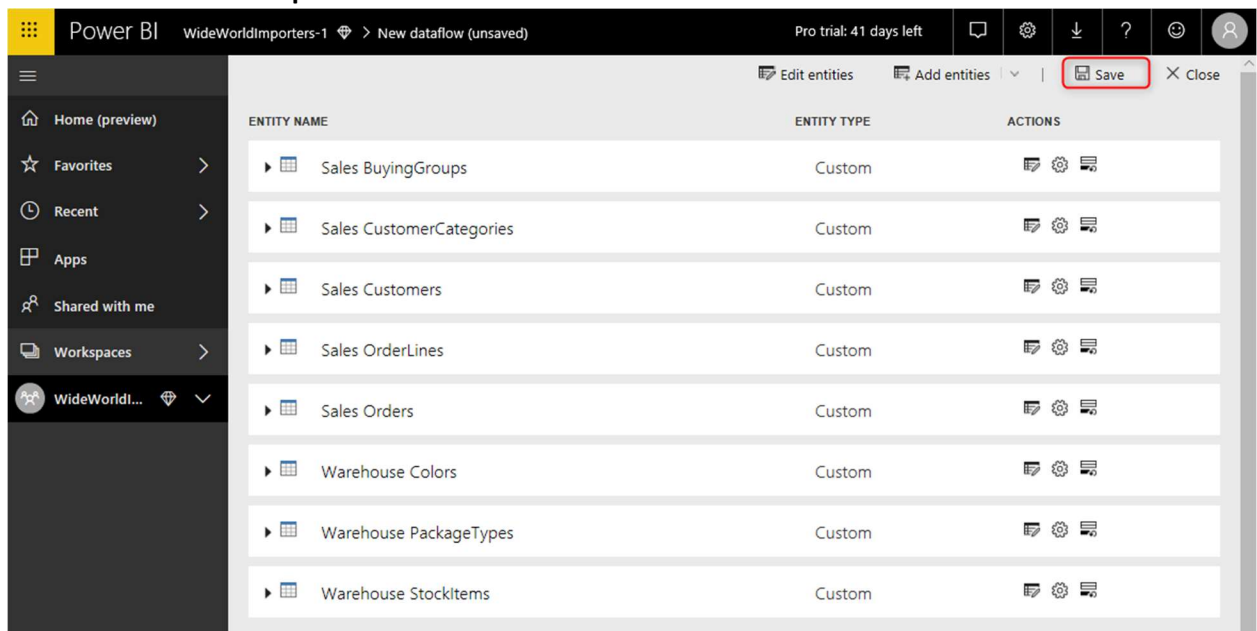 Power BI WideWorldImporters-1 > New dataflow (unsaved) Pro trial: 41 days left ?
Edit entities Add entities | Save Close
Home (preview)
Favorites
Recent
Apps
Shared with me
Workspaces
WideWorldI...
ENTITY NAME ENTITY TYPE ACTIONS
Sales BuyingGroups Custom
Sales CustomerCategories Custom
Sales Customers Custom
Sales OrderLines Custom
Sales Orders Custom
Warehouse Colors Custom
Warehouse PackageTypes Custom
Warehouse StockItems Custom